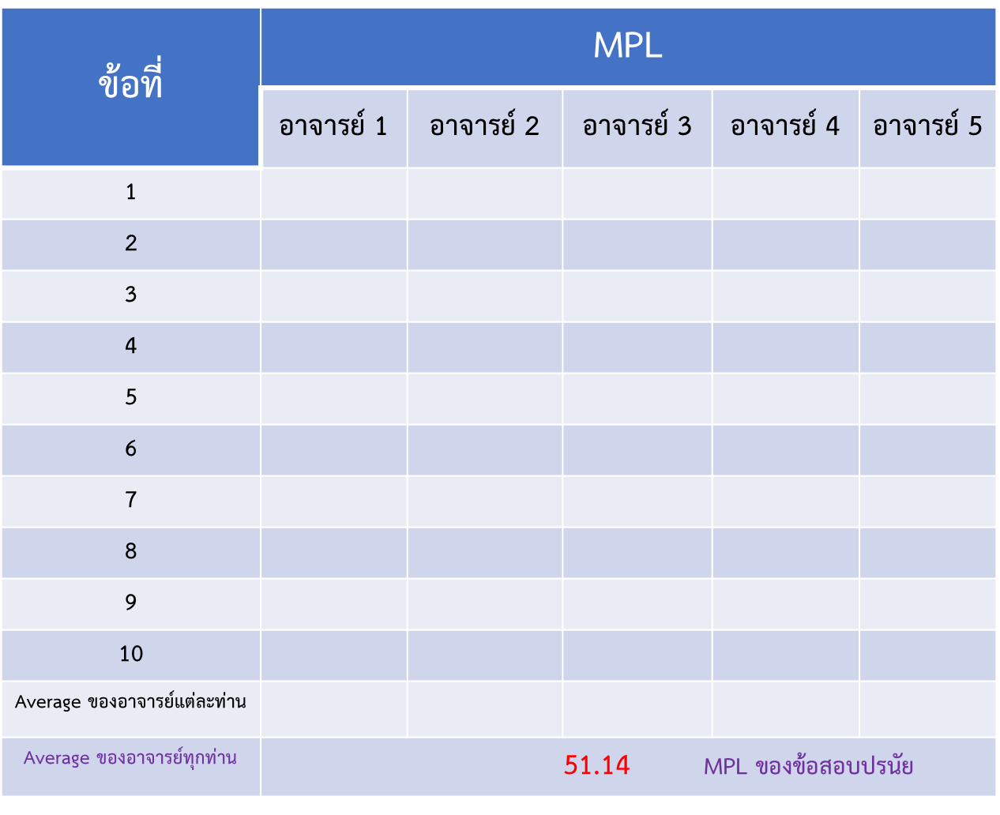 ข้อที่
MPL
อาจารย์ 1
อาจารย์ 2
อาจารย์ 3
อาจารย์ 4
อาจารย์ 5
1
2
3
4
5
6
7
8
9
10
Average ของอาจารย์แต่ละท่าน
Average ของอาจารย์ทุกท่าน
51.14 MPL ของข้อสอบปรนัย